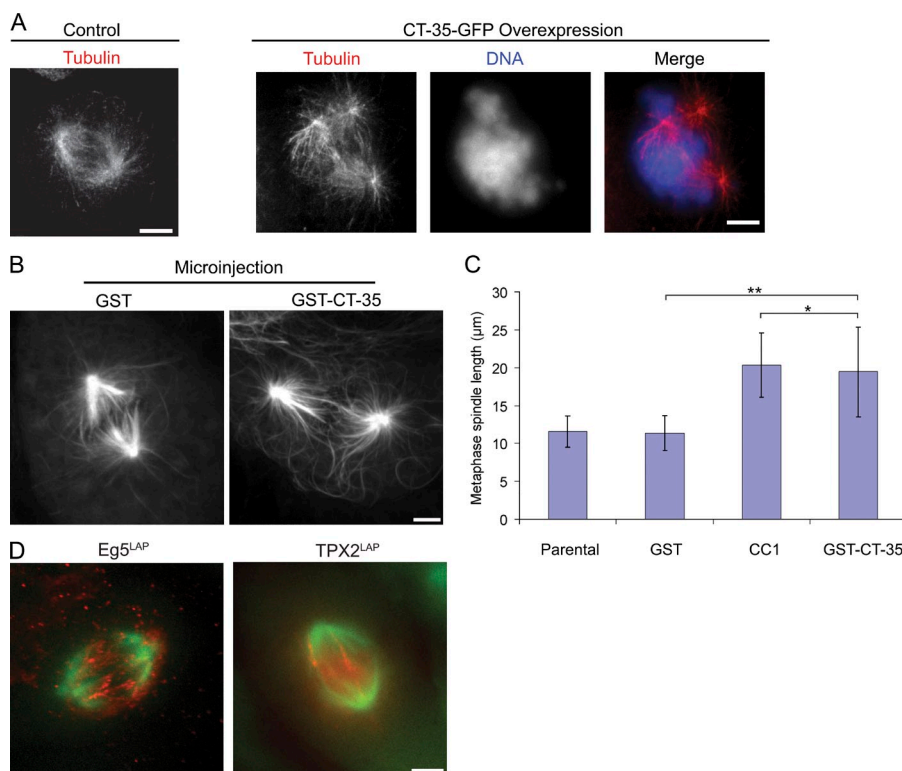 A
Control
CT-35-GFP Overexpression
Tubulin
Tubulin
DNA
Merge
B
Microinjection
GST
GST-CT-35
C
Metaphase spindle length (µm)
30
25
20
15
10
5
0
**
*
Parental
GST
CC1
GST-CT-35
D
Eg5LAP
TPX2LAP